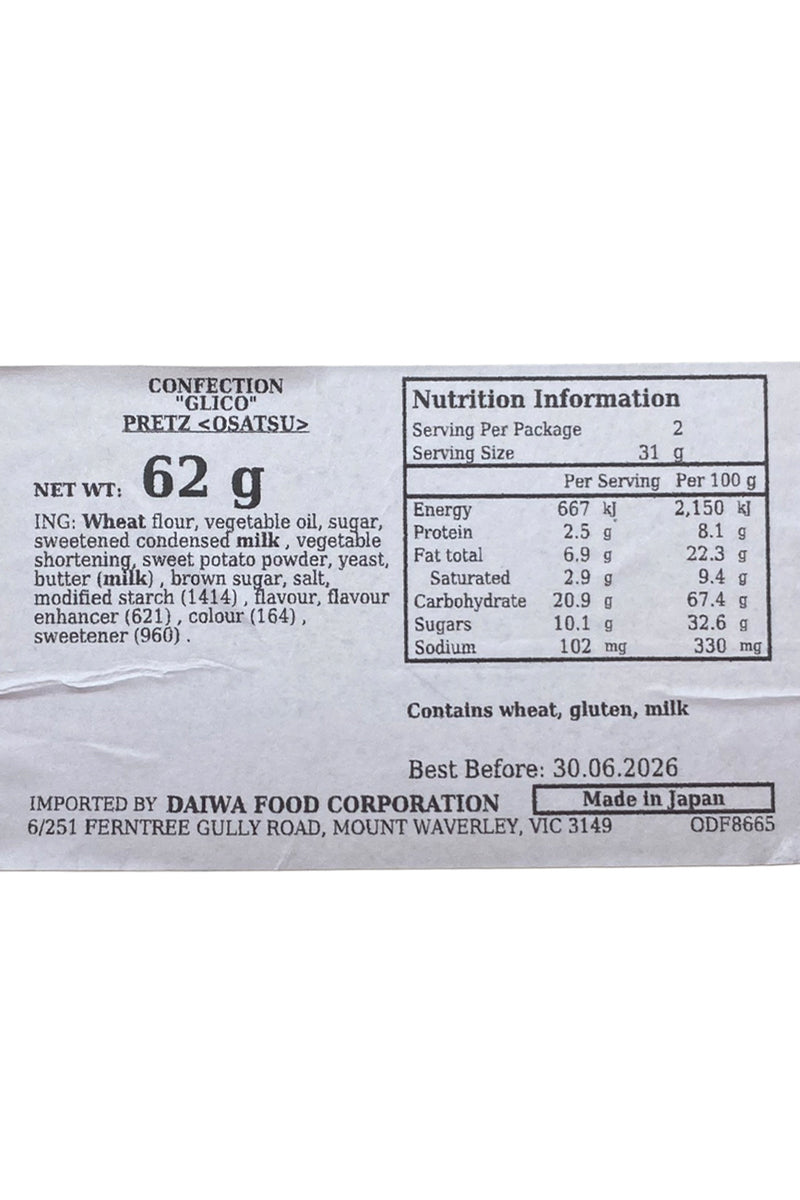 CONFECTION
"GLICO"
PRETZ <OSATSU>
NET WT: 62 g
ING: Wheat flour, vegetable oil, sugar,
sweetened condensed milk , vegetable
shortening, sweet potato powder, yeast,
butter (milk) , brown sugar, salt,
modified starch (1414) , flavour, flavour
enhancer (621) , colour (164) ,
sweetener (960) .
Nutrition Information
Serving Per Package 2
Serving Size 31 g
Per Serving Per 100 g
Energy 667 kJ 2,150 kJ
Protein 2.5 g 8.1 g
Fat total 6.9 g 22.3 g
Saturated 2.9 g 9.4 g
Carbohydrate 20.9 g 67.4 g
Sugars 10.1 g 32.6 g
Sodium 102 mg 330 mg
Contains wheat, gluten, milk
Best Before: 30.06.2026
IMPORTED BY DAIWA FOOD CORPORATION Made in Japan
6/251 FERNTREE GULLY ROAD, MOUNT WAVERLEY, VIC 3149 ODF8665